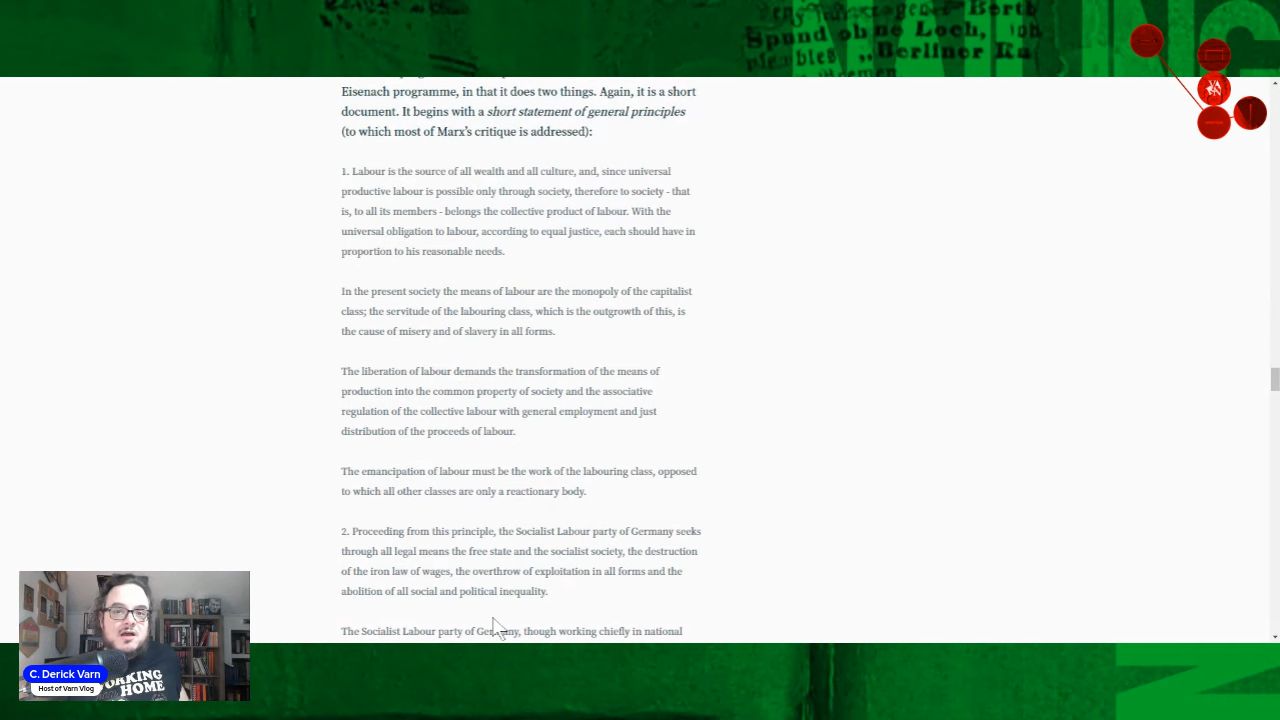 Spund ohne Loch,
"Berliner
Eisenach programme, in that it does two things. Again, it is a short
document. It begins with a short statement of general principles
(to which most of Marx's critique is addressed):
1. Labour is the source of all wealth and all culture, and, since universal
productive labour is possible only through society, therefore to society - that
is, to all its members - belongs the collective product of labour. With the
universal obligation to labour, according to equal justice, each should have in
proportion to his reasonable needs.
In the present society the means of labour are the monopoly of the capitalist
class; the servitude of the labouring class, which is the outgrowth of this, is
the cause of misery and of slavery in all forms.
The liberation of labour demands the transformation of the means of
production into the common property of society and the associative
regulation of the collective labour with general employment and just
distribution of the proceeds of labour.
The emancipation of labour must be the work of the labouring class, opposed
to which all other classes are only a reactionary body.
2. Proceeding from this principle, the Socialist Labour party of Germany seeks
through all legal means the free state and the socialist society, the destruction
of the iron law of wages, the overthrow of exploitation in all forms and the
abolition of all social and political inequality.
The Socialist Labour party of Germany, though working chiefly in national
C. Derick Varn
Host of Varn Vlog
HOME